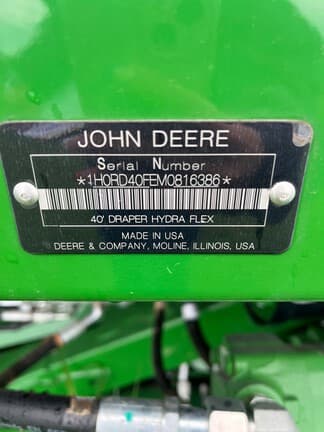 JOHN DEERE
Serial Number
*1H0RD40FEM0816386*
40' DRAPER HYDRA FLEX
MADE IN USA
DEERE & COMPANY, MOLINE, ILLINOIS, USA